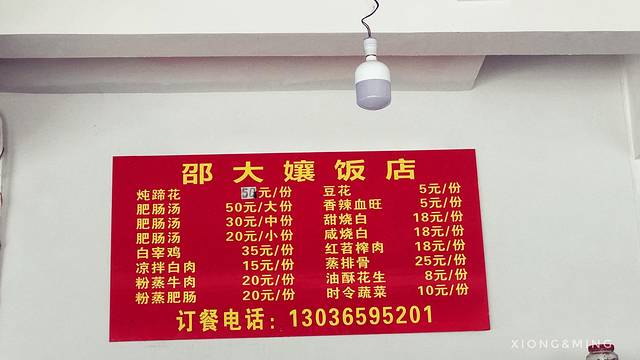 邵大孃饭店
炖蹄花 50元/份
肥肠汤 50元/大份
肥肠汤 30元/中份
肥肠汤 20元/小份
白宰鸡 35元/份
凉拌白肉 15元/份
粉蒸牛肉 20元/份
粉蒸肥肠 20元/份
豆花 5元/份
香辣血旺 5元/份
甜烧白 18元/份
咸烧白 18元/份
红苕榨肉 18元/份
蒸排骨 25元/份
油酥花生 8元/份
时令蔬菜 10元/份
订餐电话：13036595201
XIONG&MING